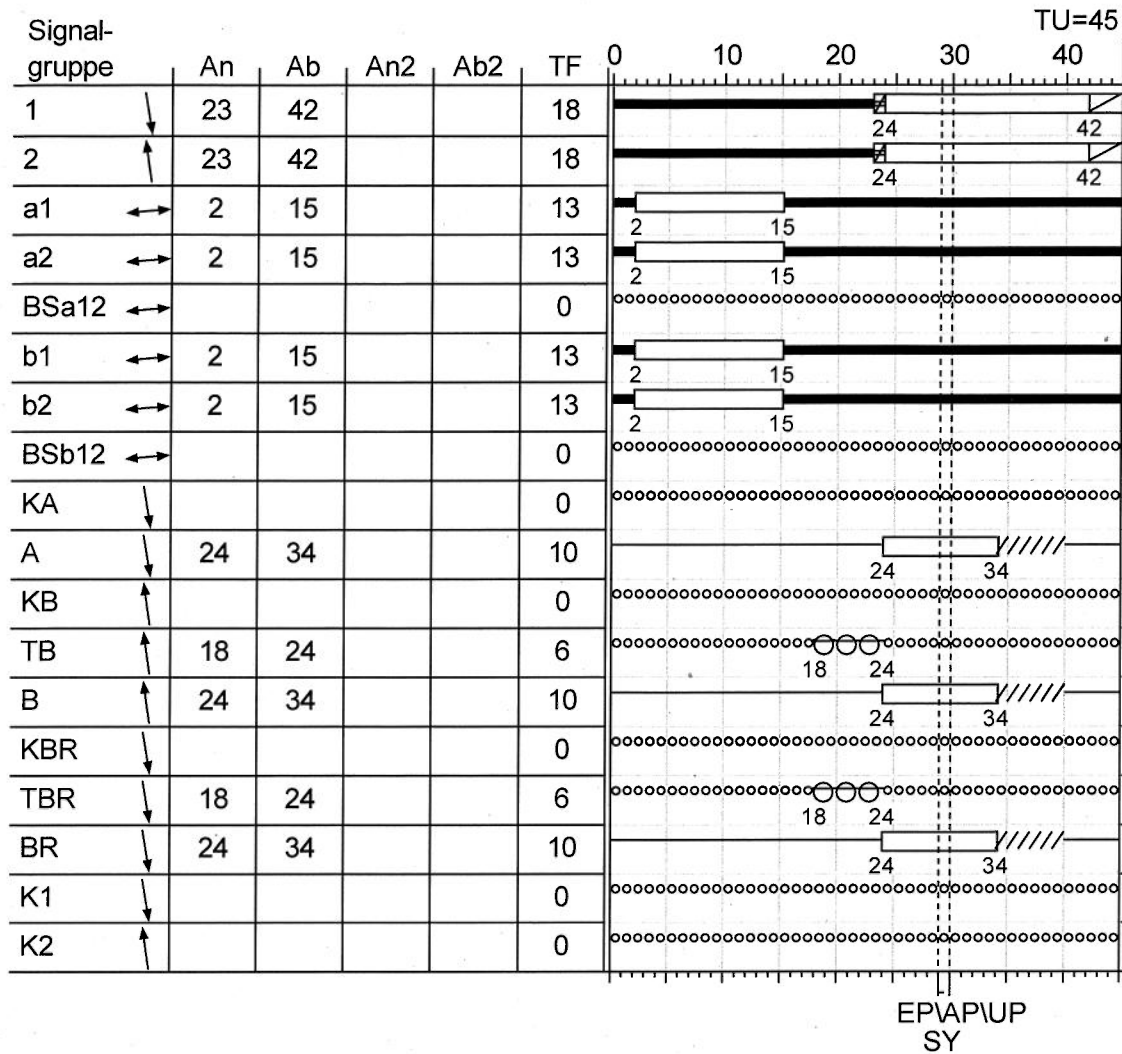 TU=45
Signal-
gruppe An Ab An2 Ab2 TF 0 10 20 30 40
1 23 42 18
24 42
2 23 42 18
24 42
a1 2 15 13
2 15
a2 2 15 13
2 15
BSa12 0
b1 2 15 13
2 15
b2 2 15 13
2 15
BSb12 0
KA 0
A 24 34 10
24 34
KB 0
TB 18 24 6
18 24
B 24 34 10
24 34
KBR 0
TBR 18 24 6
18 24
BR 24 34 10
24 34
K1 0
K2 0
EP\AP\UP
SY